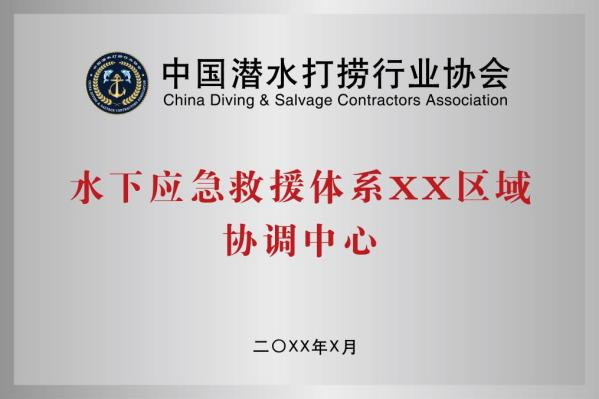 中国潜水打捞行业协会
China Diving & Salvage Contractors Association
水下应急救援体系XX区域
协调中心
二〇XX年X月